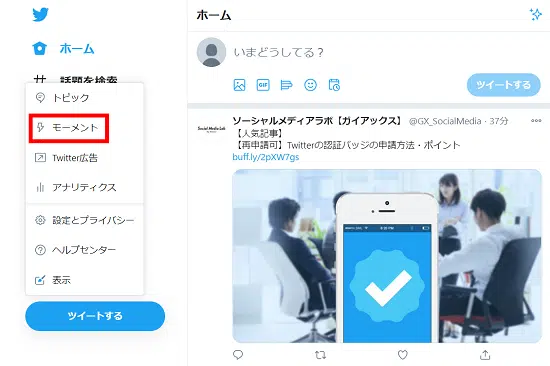 ホーム
話題を検索
トピック
モーメント
Twitter広告
アナリティクス
設定とプライバシー
ヘルプセンター
表示
ツイートする
ホーム
いまどうしてる？
GIF
ツイートする
ソーシャルメディアラボ【ガイアックス】 @GX_SocialMedia・37分
Social Media Lab
【人気記事】
【再申請可】Twitterの認証バッジの申請方法・ポイント
buff.ly/2pXW7gs